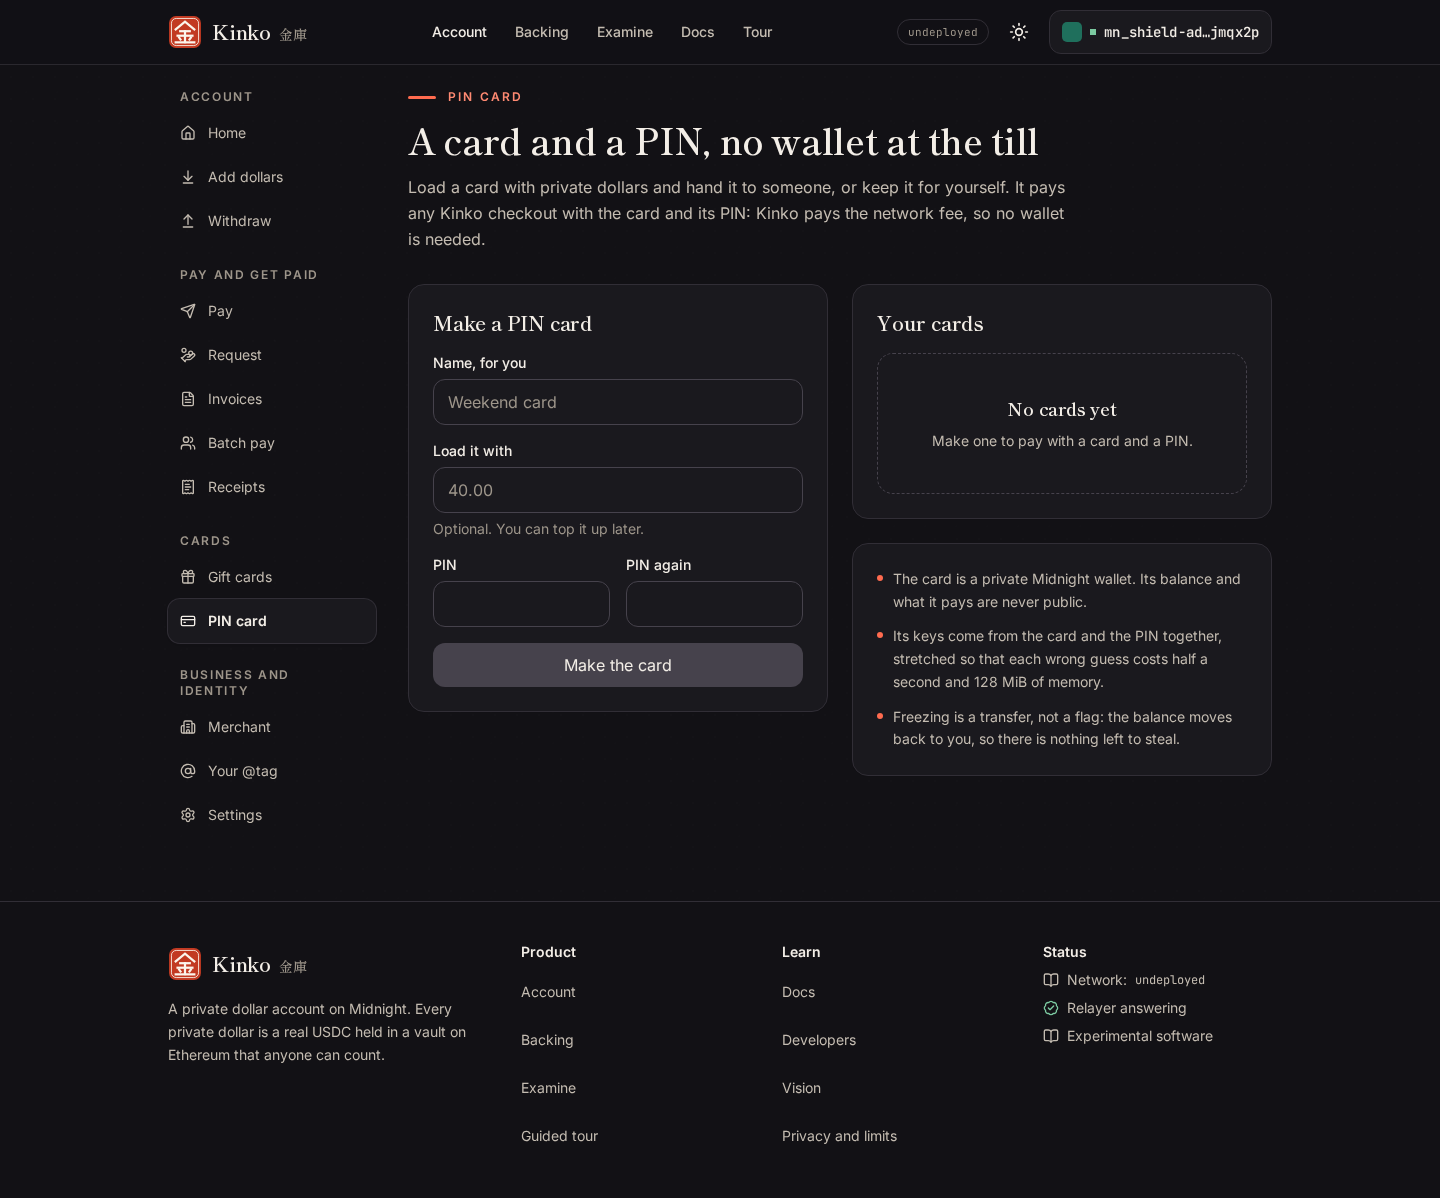 金 Kinko 金庫
Account Backing Examine Docs Tour
undeployed
mn_shield-ad…jmqx2p
ACCOUNT
Home
Add dollars
Withdraw
PAY AND GET PAID
Pay
Request
Invoices
Batch pay
Receipts
CARDS
Gift cards
PIN card
BUSINESS AND
IDENTITY
Merchant
Your @tag
Settings
PIN CARD
A card and a PIN, no wallet at the till
Load a card with private dollars and hand it to someone, or keep it for yourself. It pays
any Kinko checkout with the card and its PIN: Kinko pays the network fee, so no wallet
is needed.
Make a PIN card
Name, for you
Weekend card
Load it with
40.00
Optional. You can top it up later.
PIN PIN again
Make the card
Your cards
No cards yet
Make one to pay with a card and a PIN.
The card is a private Midnight wallet. Its balance and
what it pays are never public.
Its keys come from the card and the PIN together,
stretched so that each wrong guess costs half a
second and 128 MiB of memory.
Freezing is a transfer, not a flag: the balance moves
back to you, so there is nothing left to steal.
金 Kinko 金庫
A private dollar account on Midnight. Every
private dollar is a real USDC held in a vault on
Ethereum that anyone can count.
Product
Account
Backing
Examine
Guided tour
Learn
Docs
Developers
Vision
Privacy and limits
Status
Network: undeployed
Relayer answering
Experimental software